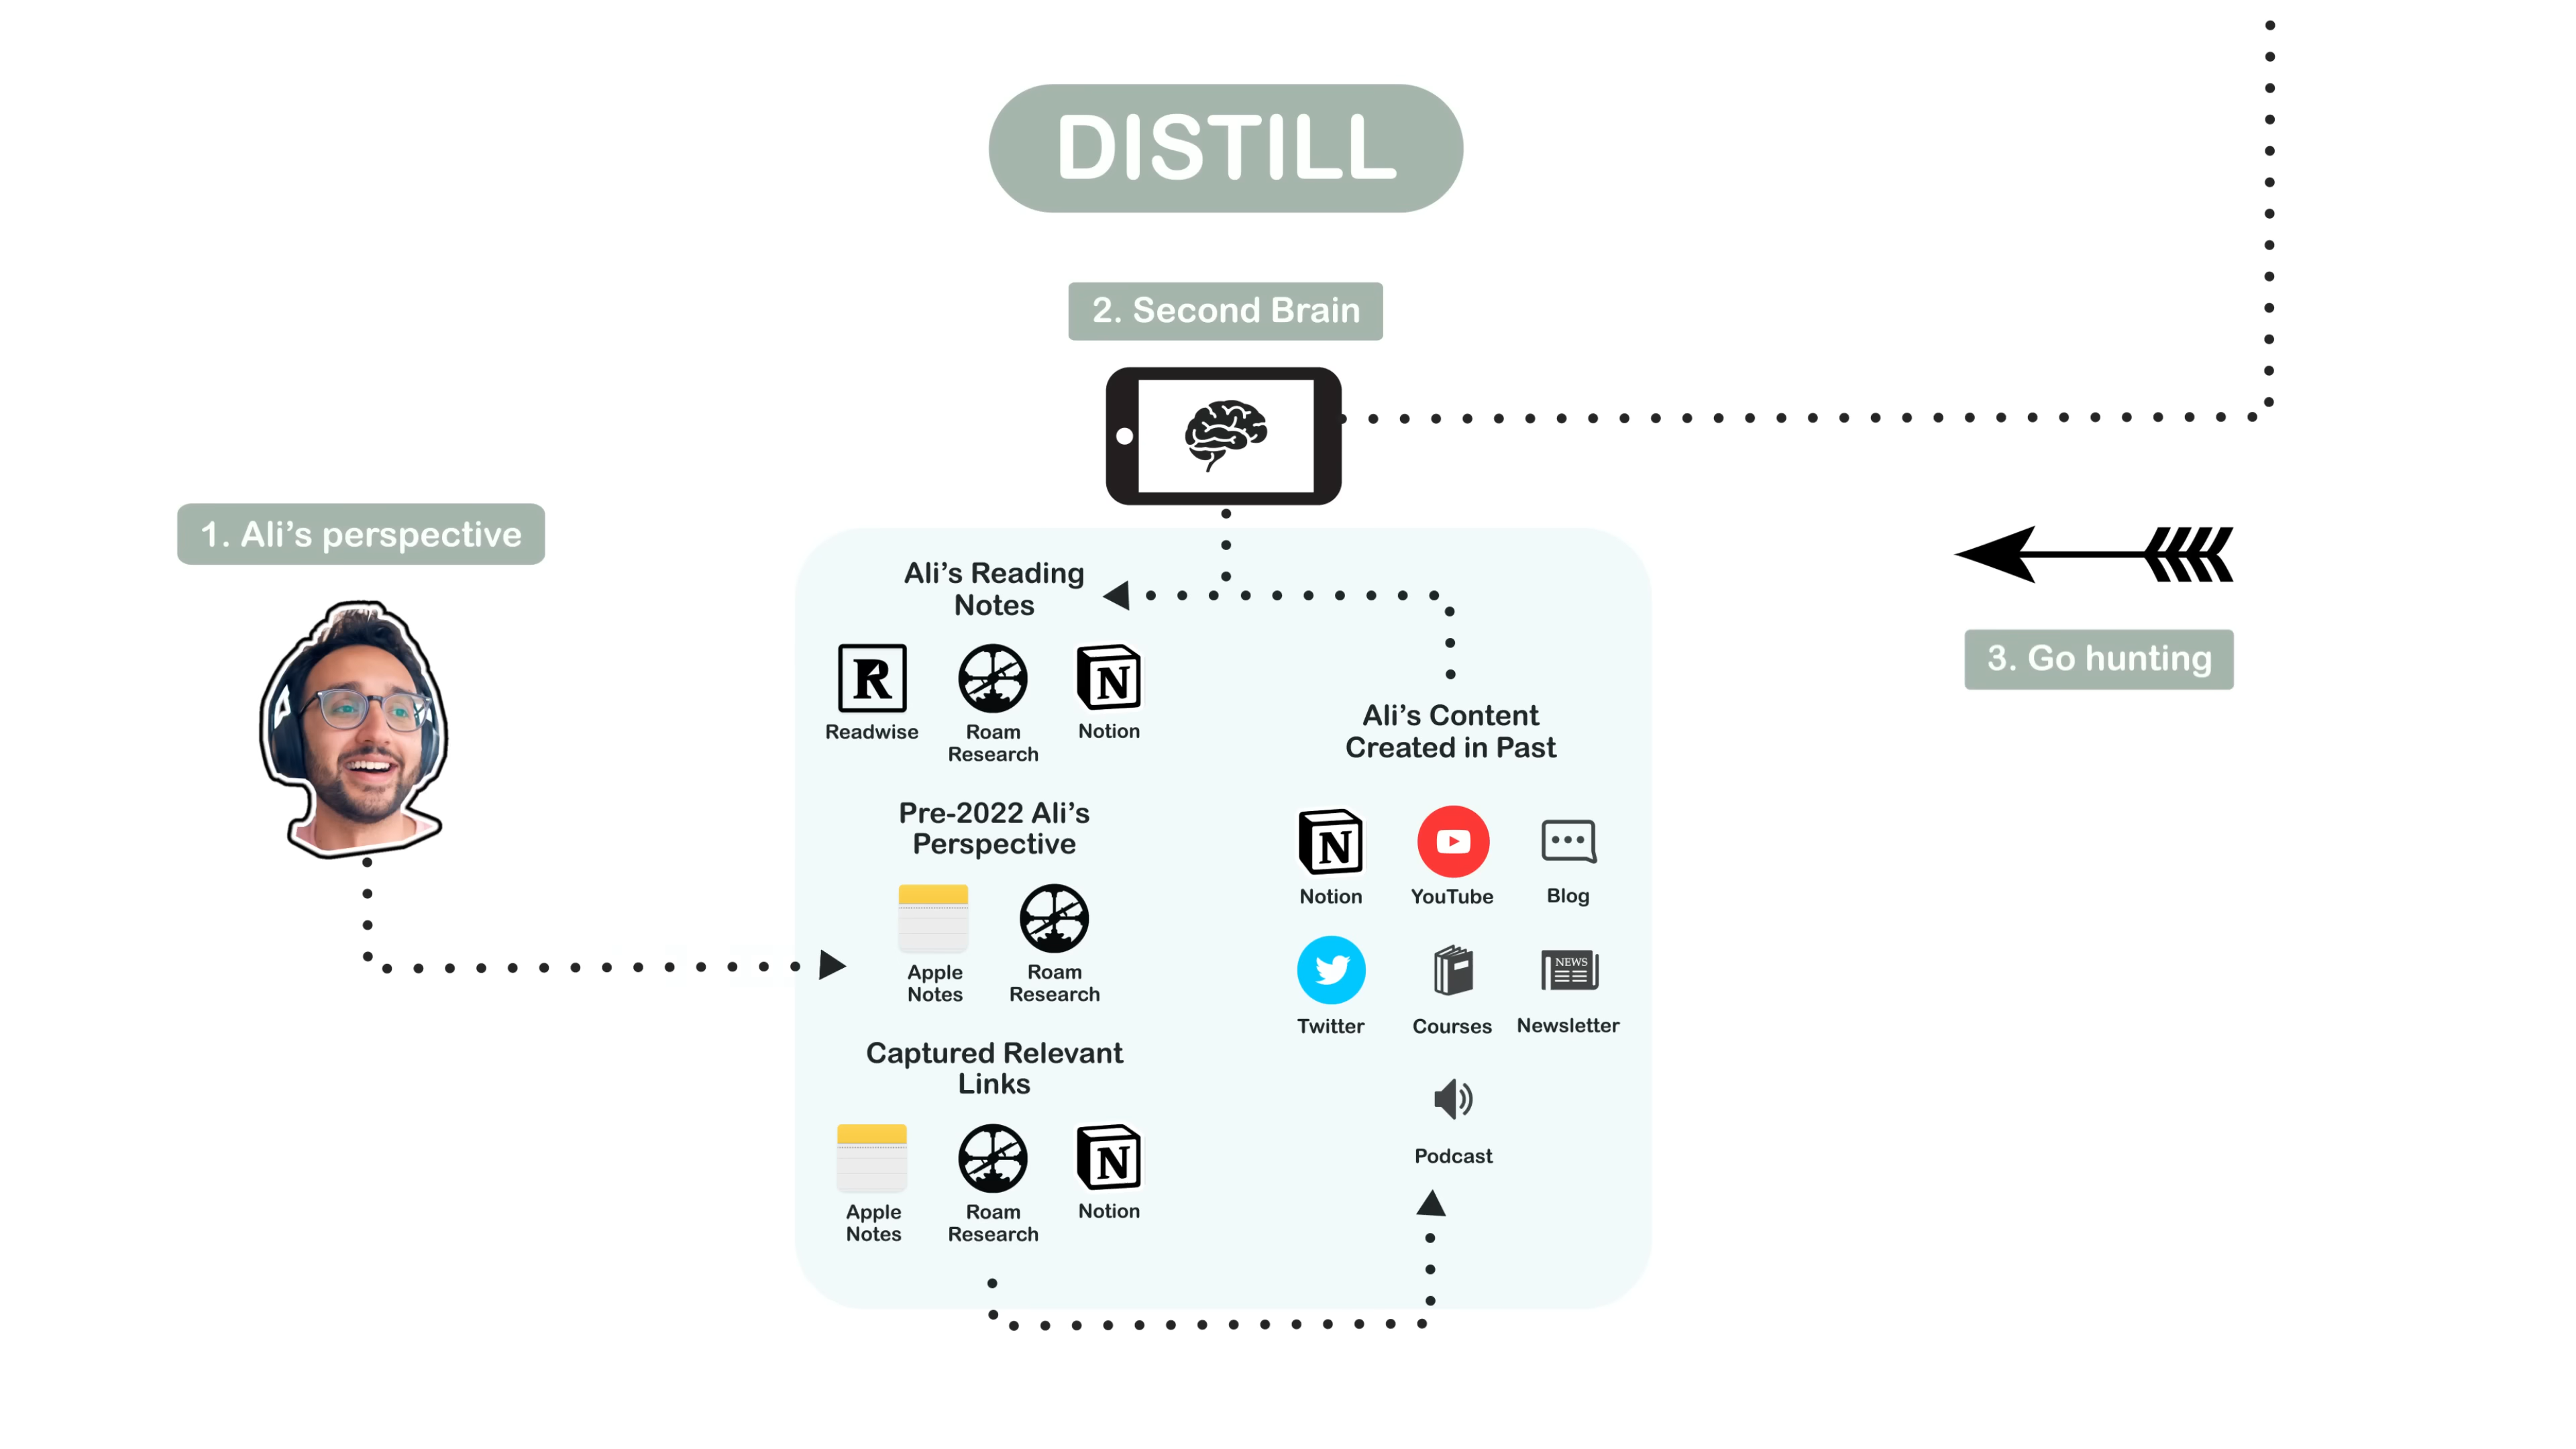 DISTILL
2. Second Brain
1. Ali's perspective
Ali's Reading
Notes
R
N
Readwise
Roam
Research
Notion
Pre-2022 Ali's
Perspective
Apple
Notes
Roam
Research
Captured Relevant
Links
N
Apple
Notes
Roam
Research
Notion
Ali's Content
Created in Past
N
Notion
YouTube
Blog
NEWS
Twitter
Courses
Newsletter
Podcast
3. Go hunting